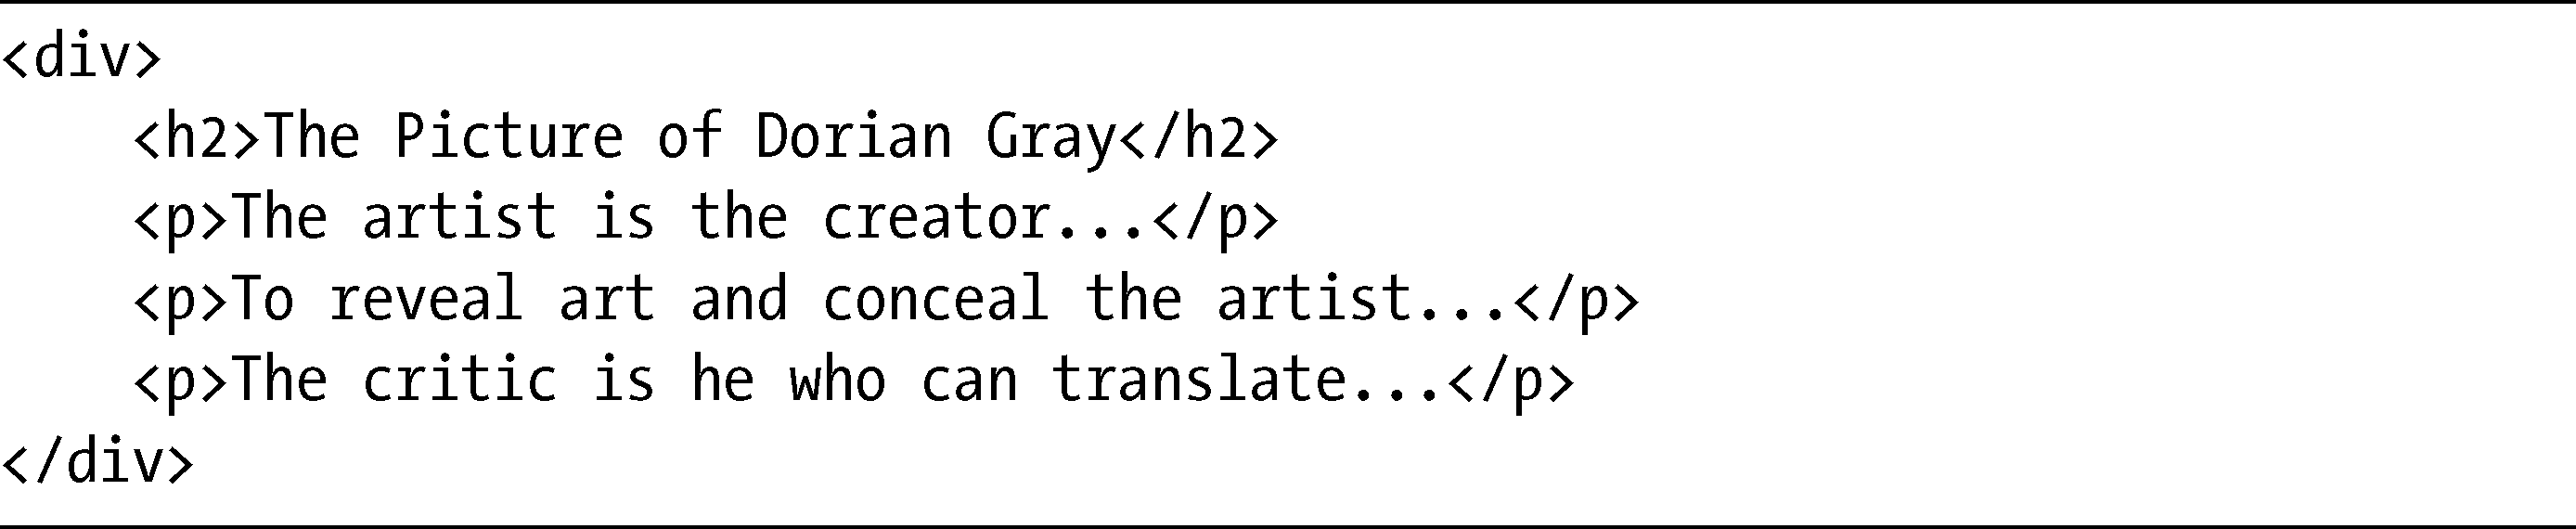 <div>
    <h2>The Picture of Dorian Gray</h2>
    <p>The artist is the creator...</p>
    <p>To reveal art and conceal the artist...</p>
    <p>The critic is he who can translate...</p>
</div>